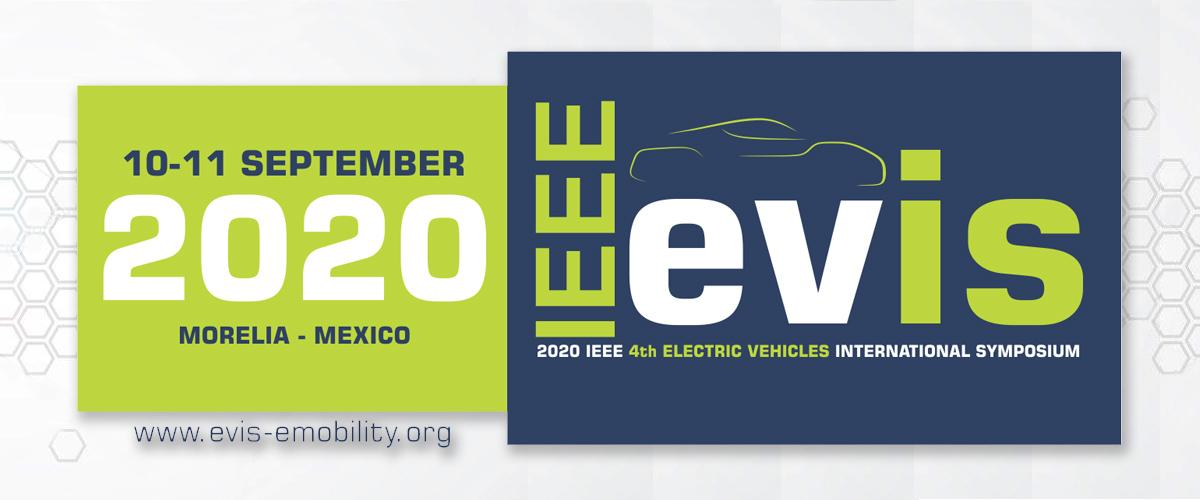 10-11 SEPTEMBER
2020
MORELIA - MEXICO
www.evis-emobility.org
IEEE
evis
2020 IEEE 4th ELECTRIC VEHICLES INTERNATIONAL SYMPOSIUM